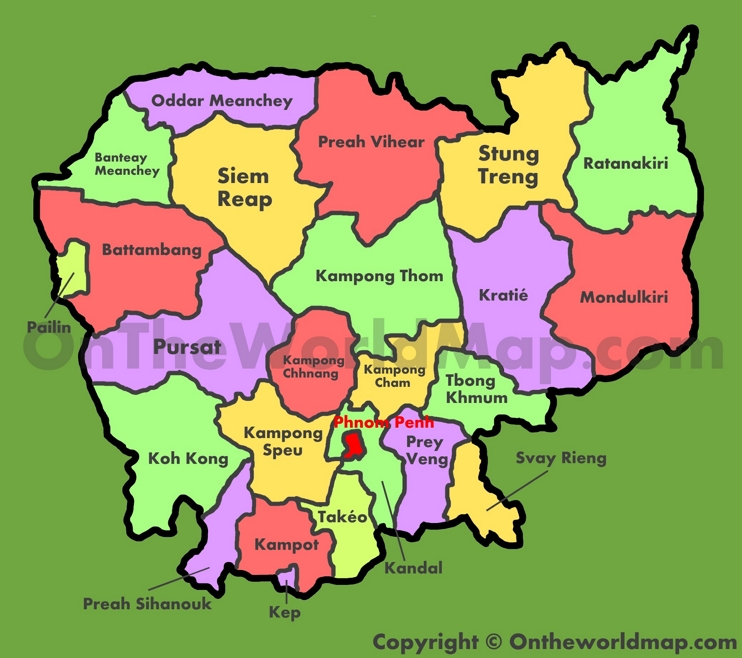 Oddar Meanchey
Preah Vihear
Stung
Treng
Ratanakiri
Banteay
Meanchey
Siem
Reap
Battambang
Kampong Thom
Kratié
Mondulkiri
Pailin
Pursat
OnTheWorldMap.com
Kampong
Chhnang
Kampong
Cham
Tbong
Khmum
Phnom Penh
Kampong
Speu
Prey
Veng
Koh Kong
Svay Rieng
Takéo
Kampot
Kandal
Preah Sihanouk
Kep
Copyright © Ontheworldmap.com